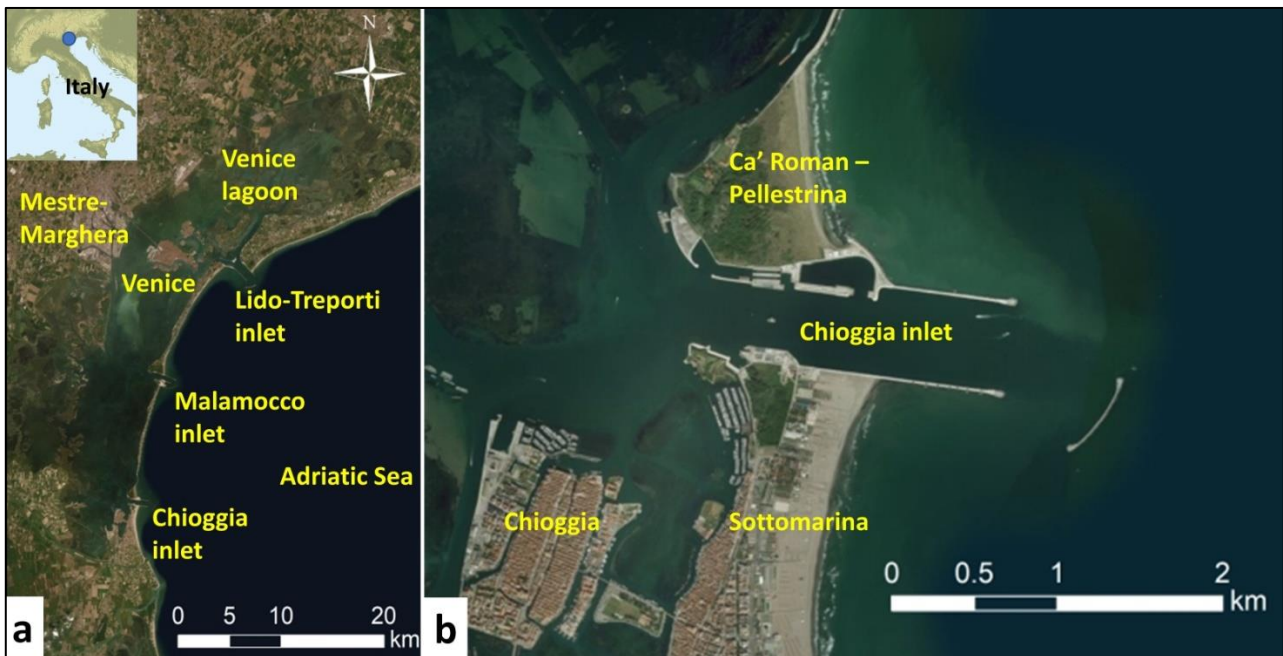 Italy
N
Venice
lagoon
Mestre-
Marghera
Venice
Lido-Treporti
inlet
Malamocco
inlet
Adriatic Sea
Chioggia
inlet
0 5 10 20
km
a
Ca’ Roman –
Pellestrina
Chioggia inlet
Chioggia
Sottomarina
0 0.5 1 2
km
b